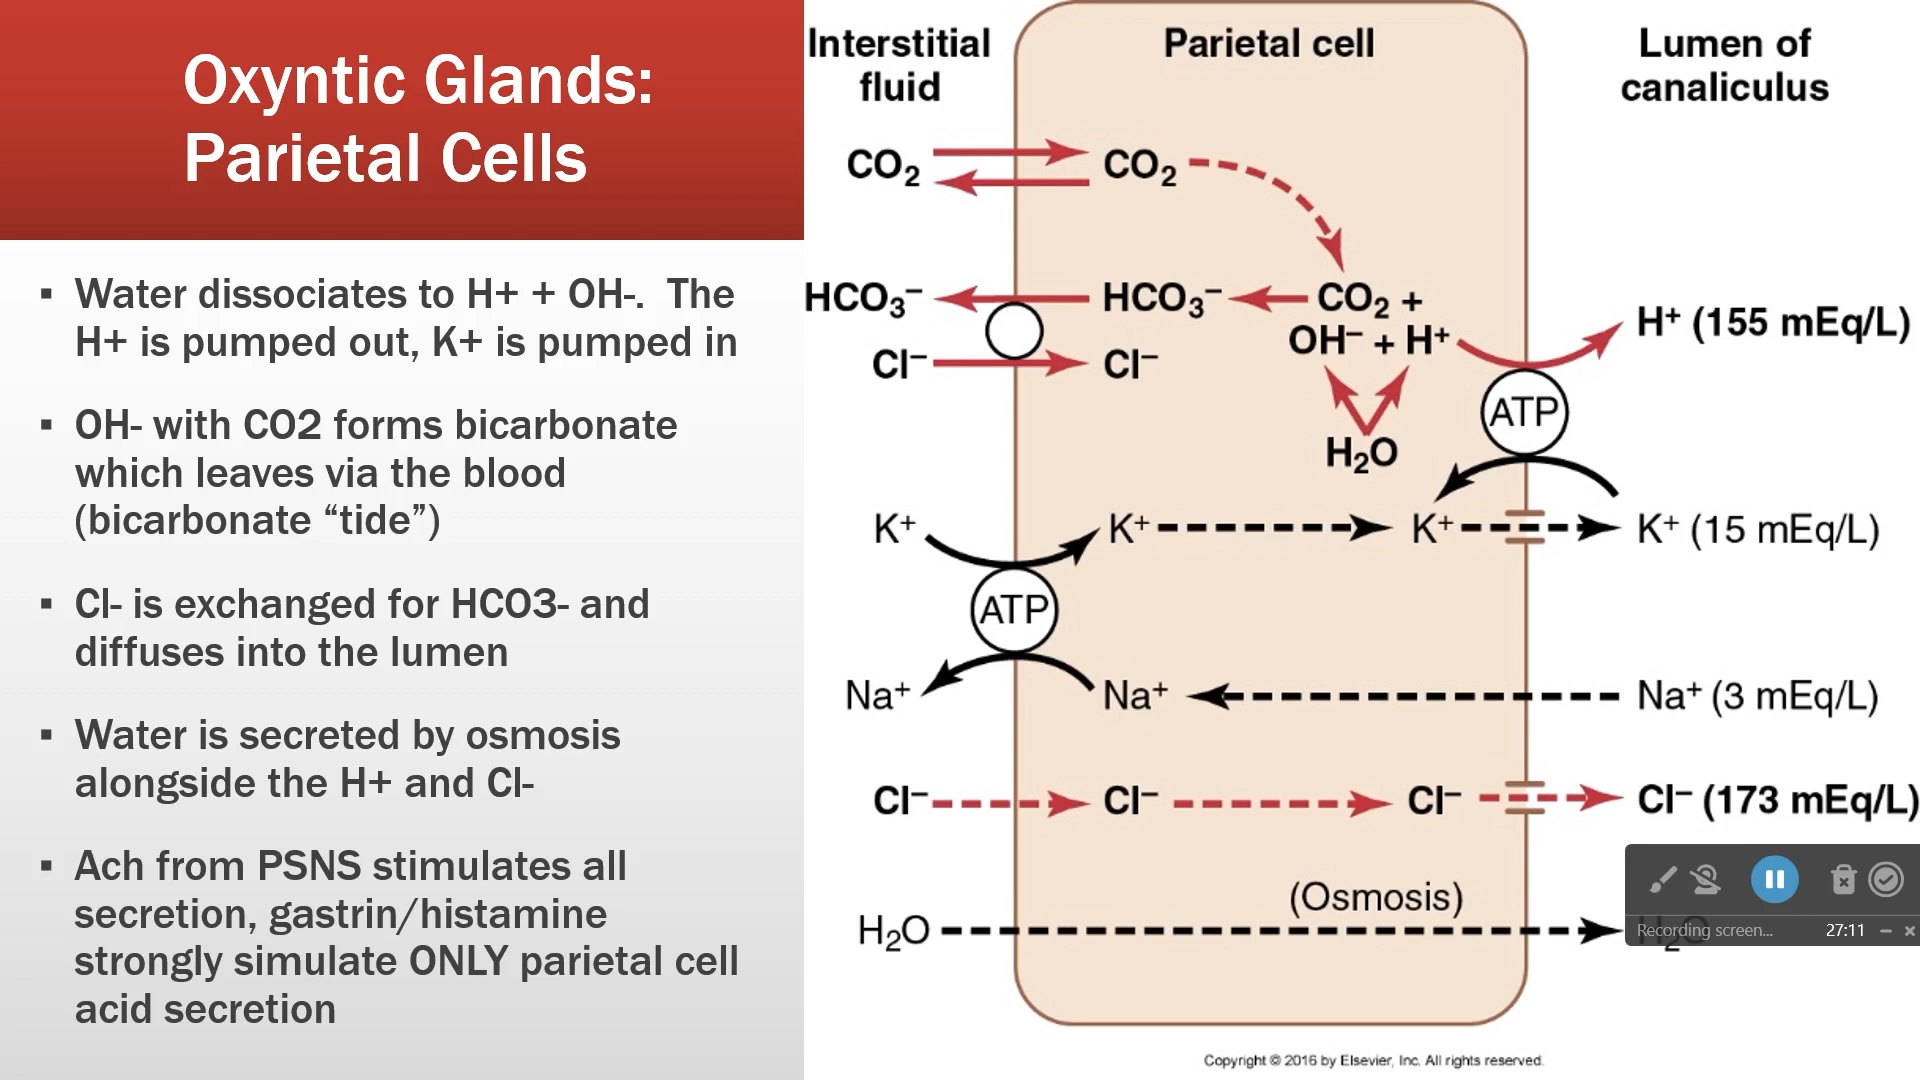 Oxyntic Glands:
Parietal Cells
▪ Water dissociates to H+ + OH-. The
H+ is pumped out, K+ is pumped in
▪ OH- with CO2 forms bicarbonate
which leaves via the blood
(bicarbonate “tide”)
▪ Cl- is exchanged for HCO3- and
diffuses into the lumen
▪ Water is secreted by osmosis
alongside the H+ and Cl-
▪ Ach from PSNS stimulates all
secretion, gastrin/histamine
strongly simulate ONLY parietal cell
acid secretion
Interstitial
fluid
Parietal cell
Lumen of
canaliculus
CO₂ CO₂
HCO₃⁻ HCO₃⁻ CO₂ +
OH⁻ + H⁺ H⁺ (155 mEq/L)
Cl⁻ Cl⁻
ATP
H₂O
K⁺ K⁺ K⁺ K⁺ (15 mEq/L)
ATP
Na⁺ Na⁺ Na⁺ (3 mEq/L)
Cl⁻ Cl⁻ Cl⁻ Cl⁻ (173 mEq/L)
(Osmosis)
H₂O H₂O
Recording screen... 27:11
Copyright © 2016 by Elsevier, Inc. All rights reserved.